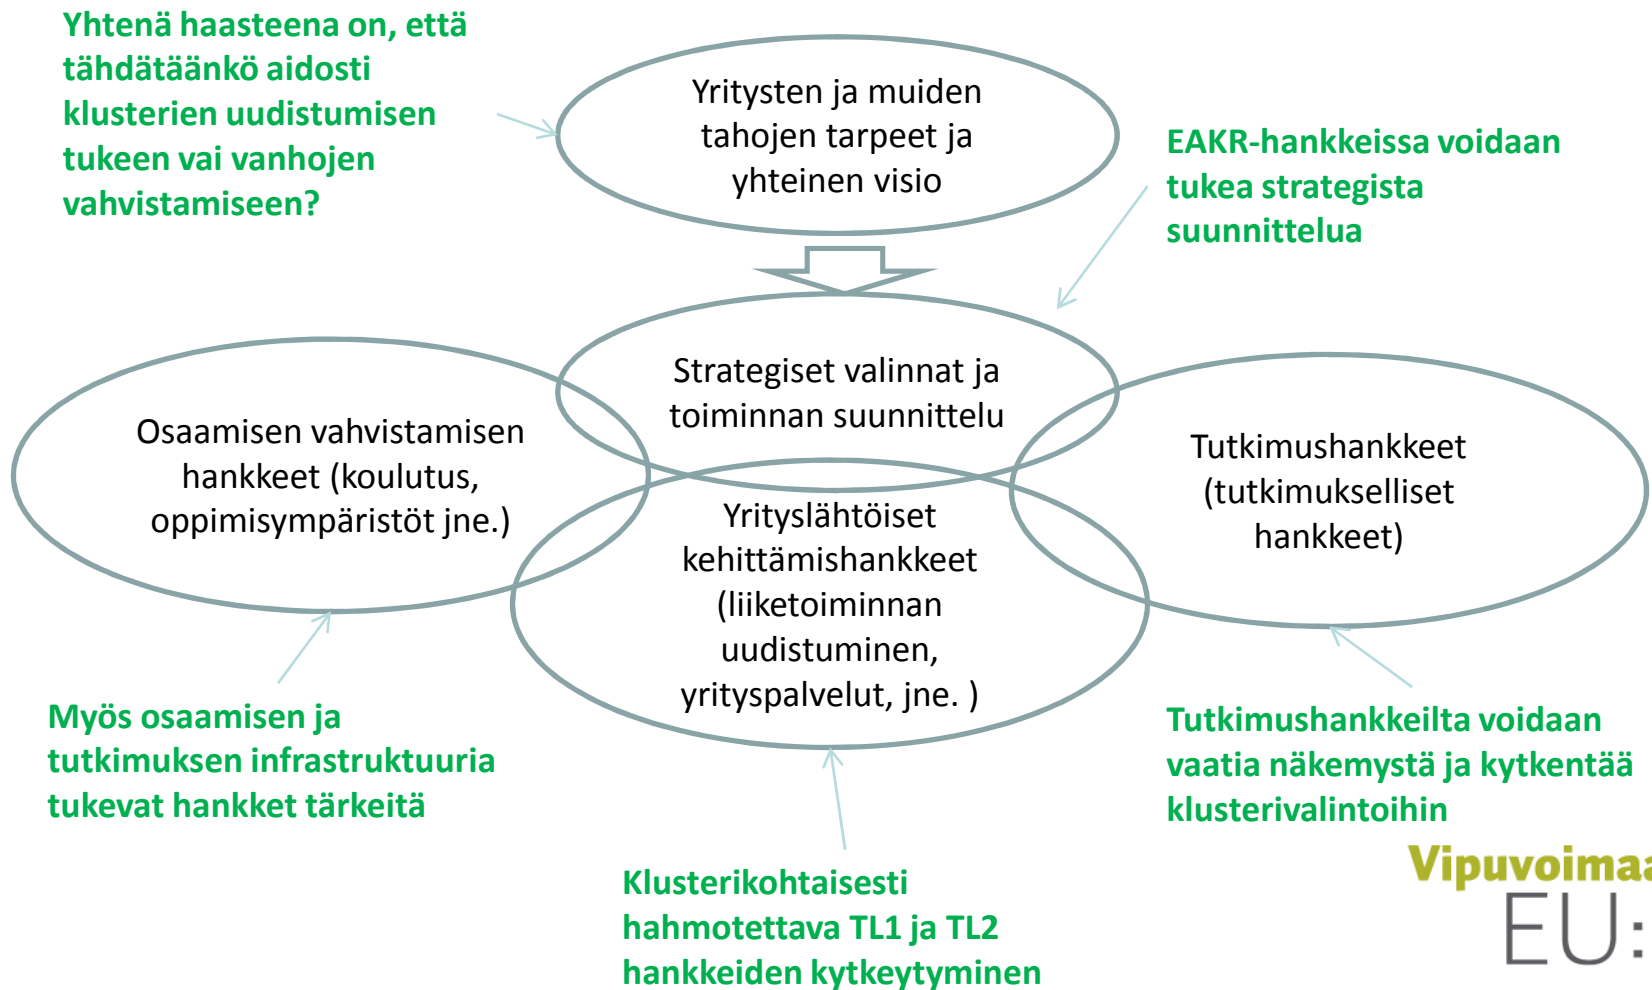 Yhtenä haasteena on, että
tähdätäänkö aidosti
klusterien uudistumisen
tukeen vai vanhojen
vahvistamiseen?
Yritysten ja muiden
tahojen tarpeet ja
yhteinen visio
EAKR-hankkeissa voidaan
tukea strategista
suunnittelua
Strategiset valinnat ja
toiminnan suunnittelu
Osaamisen vahvistamisen
hankkeet (koulutus,
oppimisympäristöt jne.)
Tutkimushankkeet
(tutkimukselliset
hankkeet)
Yrityslähtöiset
kehittämishankkeet
(liiketoiminnan
uudistuminen,
yrityspalvelut, jne. )
Myös osaamisen ja
tutkimuksen infrastruktuuria
tukevat hankket tärkeitä
Tutkimushankkeilta voidaan
vaatia näkemystä ja kytkentää
klusterivalintoihin
Klusterikohtaisesti
hahmotettava TL1 ja TL2
hankkeiden kytkeytyminen
Vipuvoimaa
EU: